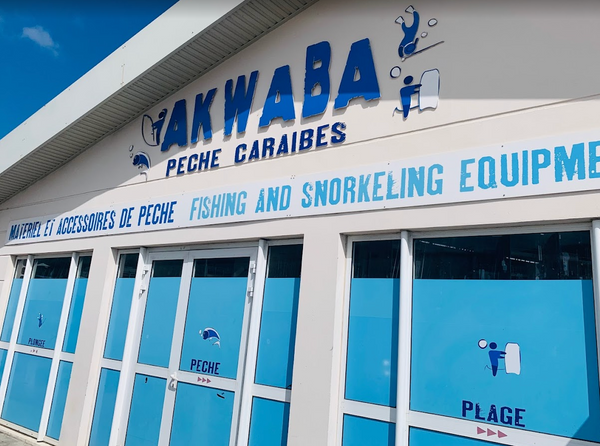 AKWABA
PECHE CARAIBES
MATERIEL ET ACCESSOIRES DE PECHE FISHING AND SNORKELING EQUIPME
PLONGEE
PECHE
PLAGE